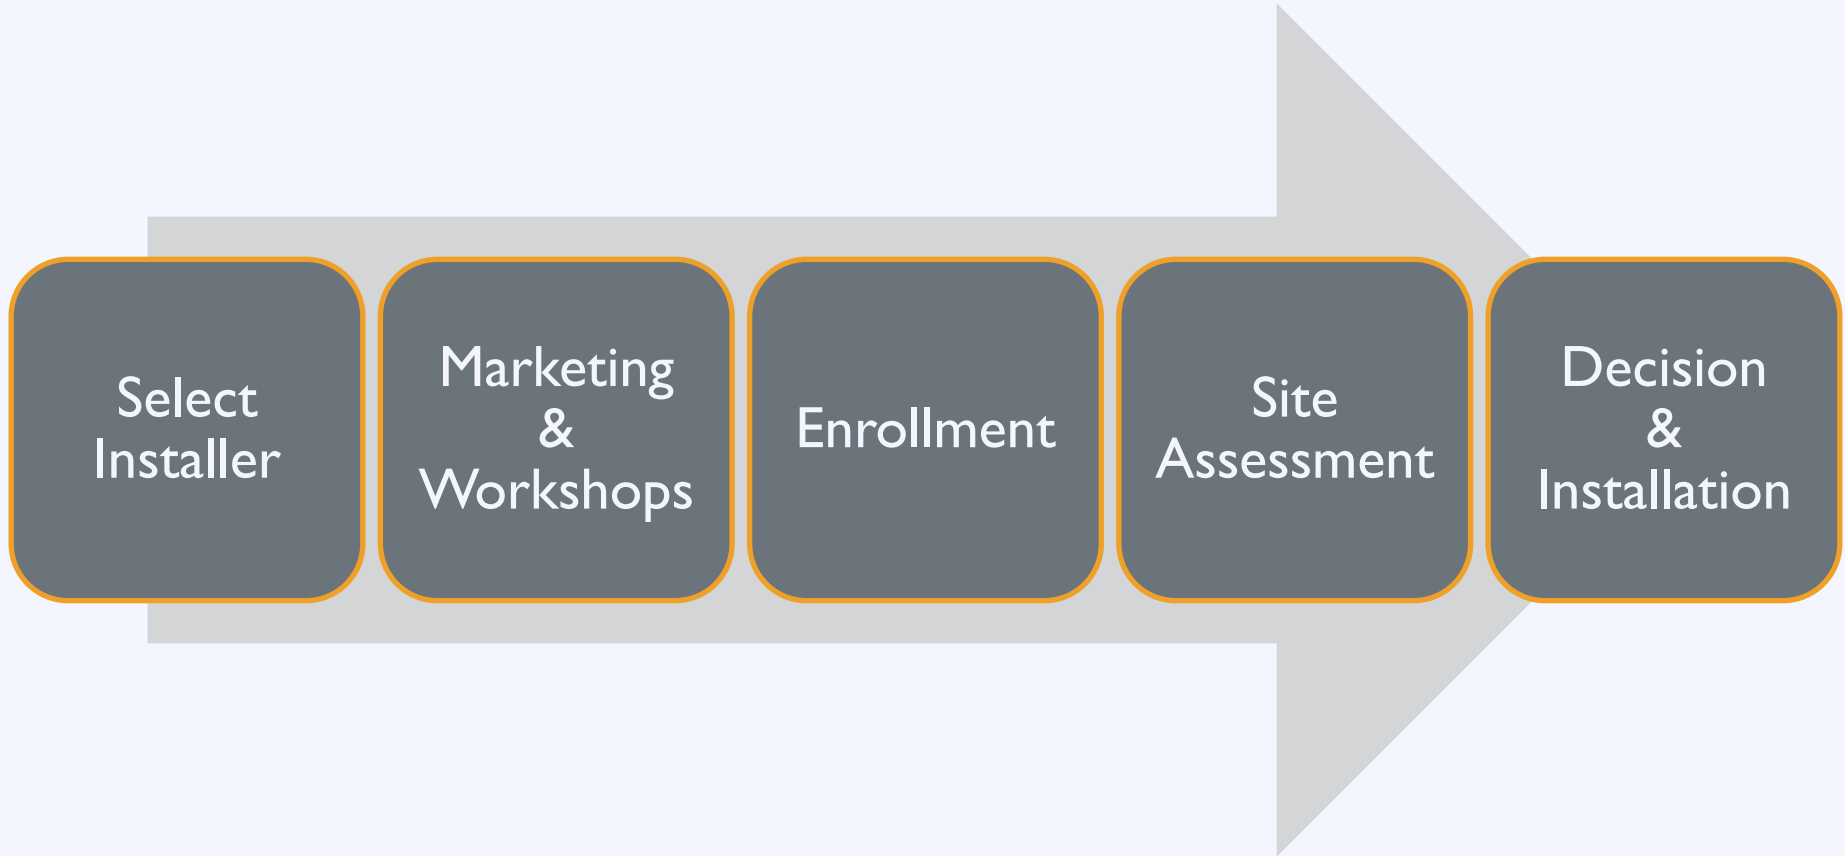 Select
Installer
Marketing
&
Workshops
Enrollment
Site
Assessment
Decision
&
Installation